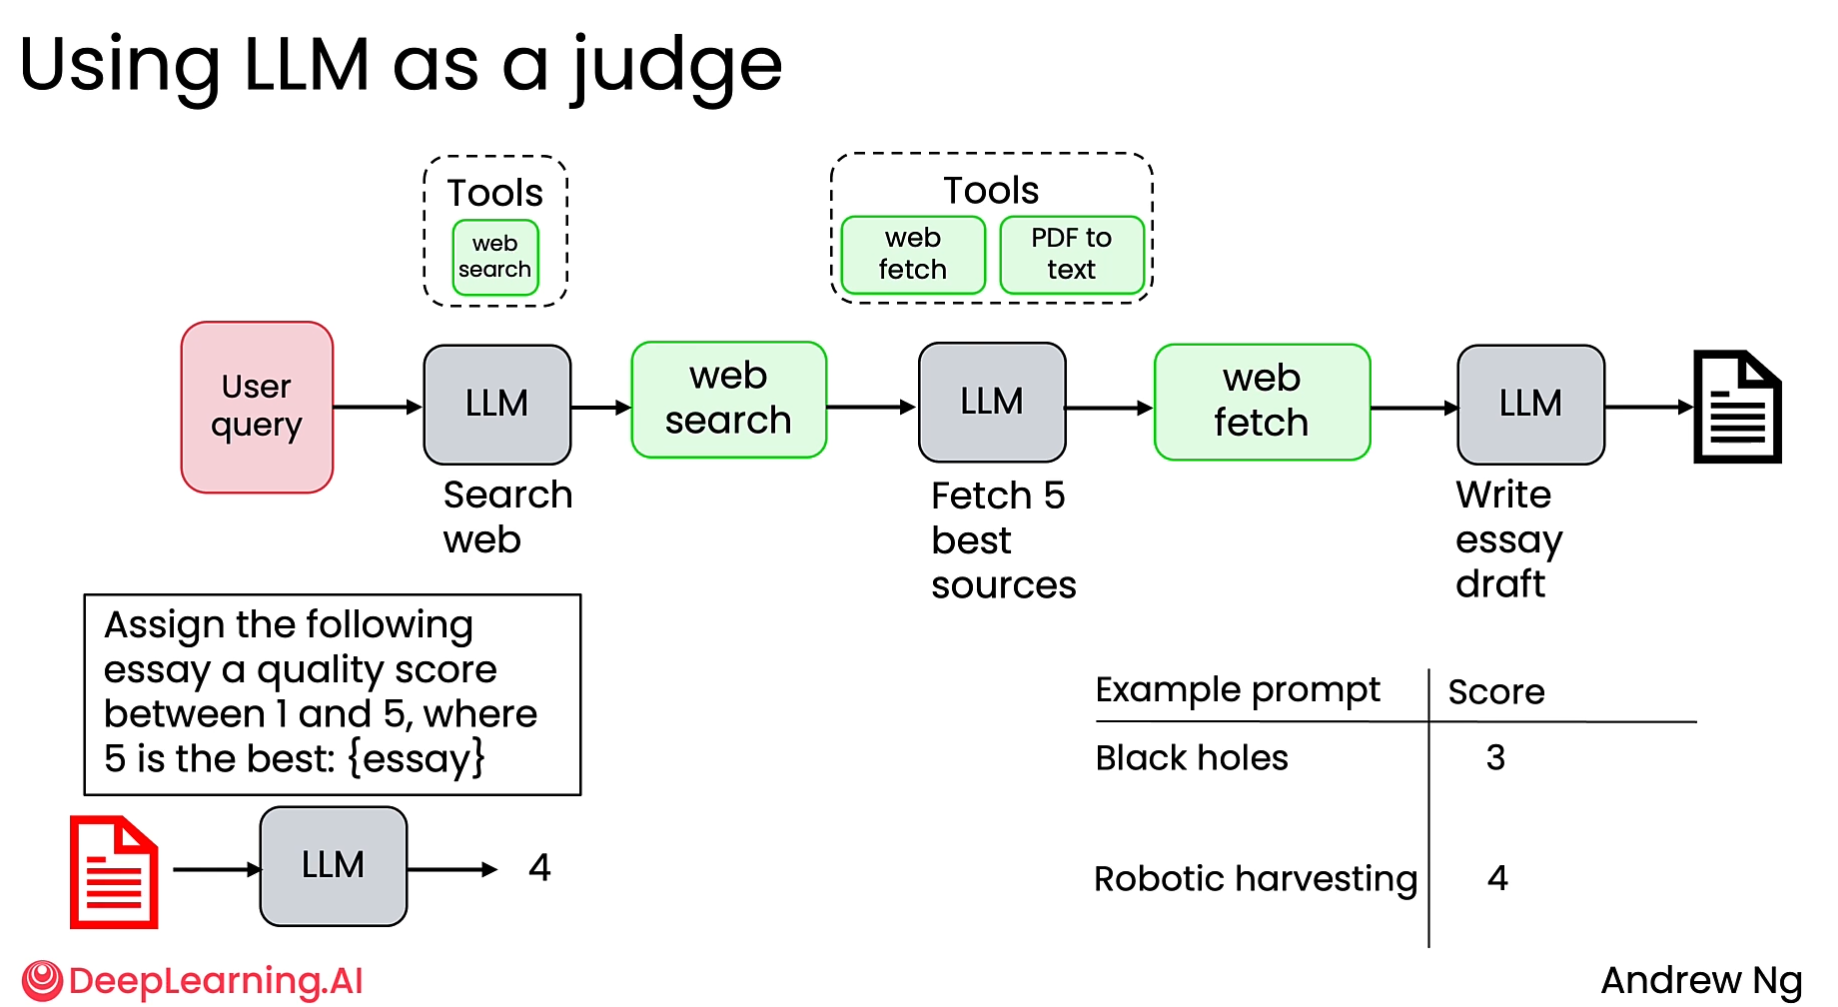 Using LLM as a judge
Tools
web
search
Tools
web
fetch
PDF to
text
User
query
LLM
web
search
LLM
web
fetch
LLM
Search
web
Fetch 5
best
sources
Write
essay
draft
Assign the following
essay a quality score
between 1 and 5, where
5 is the best: {essay}
LLM
4
Example prompt
Score
Black holes
3
Robotic harvesting
4
DeepLearning.AI
Andrew Ng